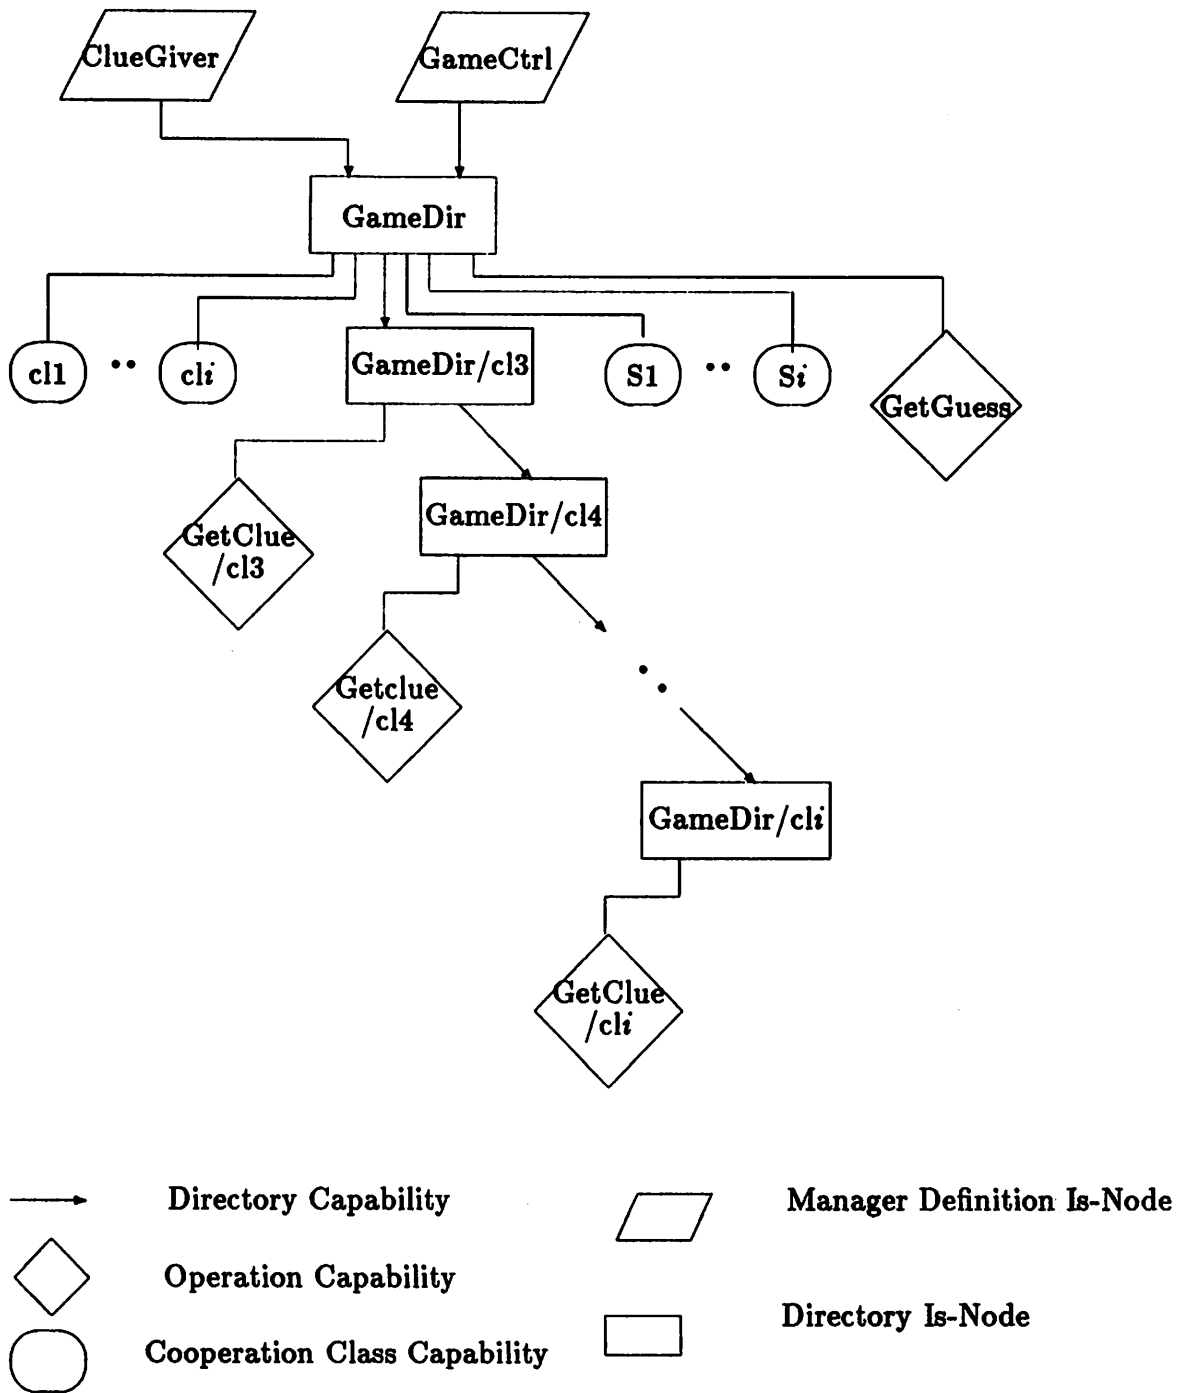 ClueGiver
GameCtrl
GameDir
cl1
••
cli
GameDir/cl3
S1
••
Si
GetGuess
GameDir/cl4
GetClue
/cl3
Getclue
/cl4
GameDir/cli
GetClue
/cli
Directory Capability
Manager Definition Is-Node
Operation Capability
Directory Is-Node
Cooperation Class Capability